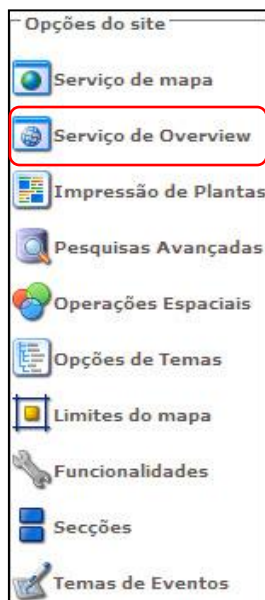 Opções do site
Serviço de mapa
Serviço de Overview
Impressão de Plantas
Pesquisas Avançadas
Operações Espaciais
Opções de Temas
Limites do mapa
Funcionalidades
Secções
Temas de Eventos